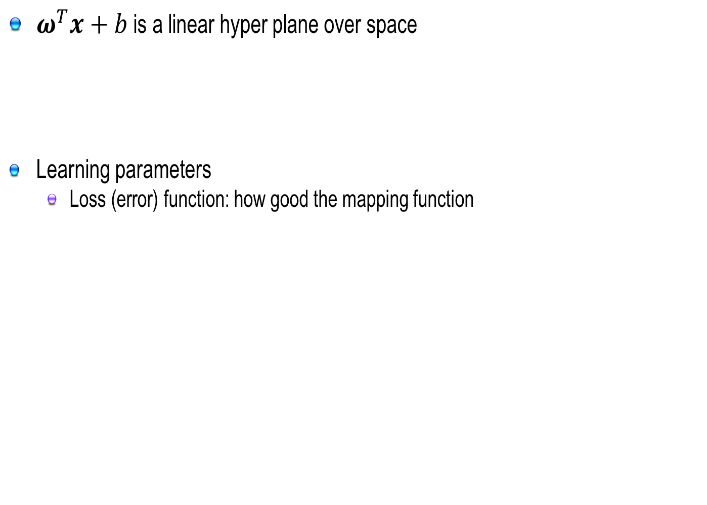 𝝎ᵀ𝒙 + 𝑏 is a linear hyper plane over space
Learning parameters
Loss (error) function: how good the mapping function